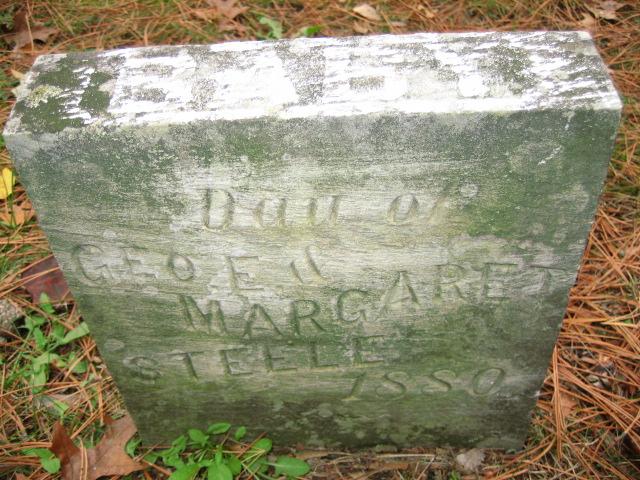 Dau of
GEO E
MARGARET
STEELE
1880